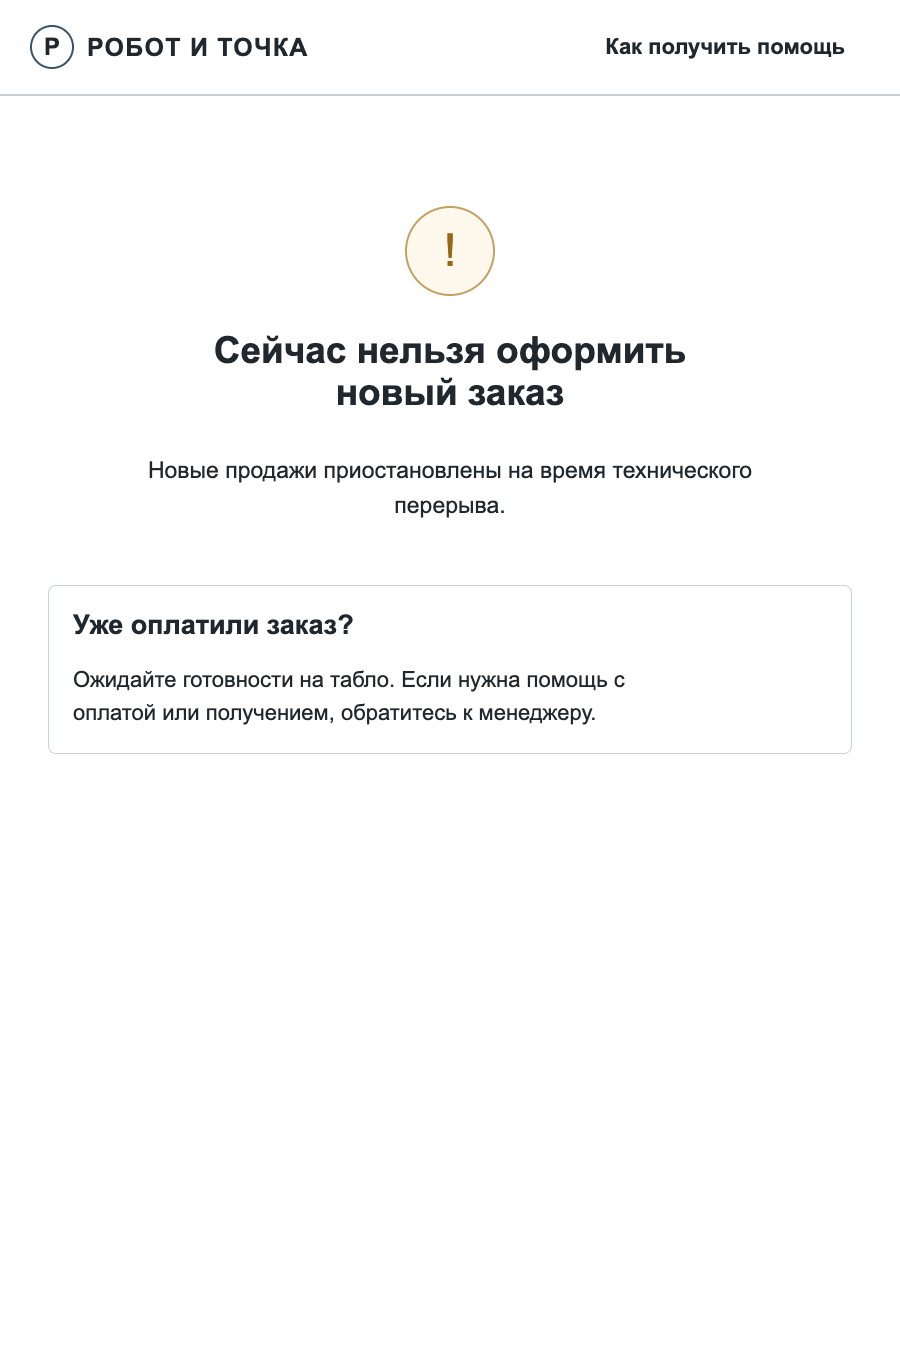 Р РОБОТ И ТОЧКА Как получить помощь
!
Сейчас нельзя оформить
новый заказ
Новые продажи приостановлены на время технического
перерыва.
Уже оплатили заказ?
Ожидайте готовности на табло. Если нужна помощь с
оплатой или получением, обратитесь к менеджеру.